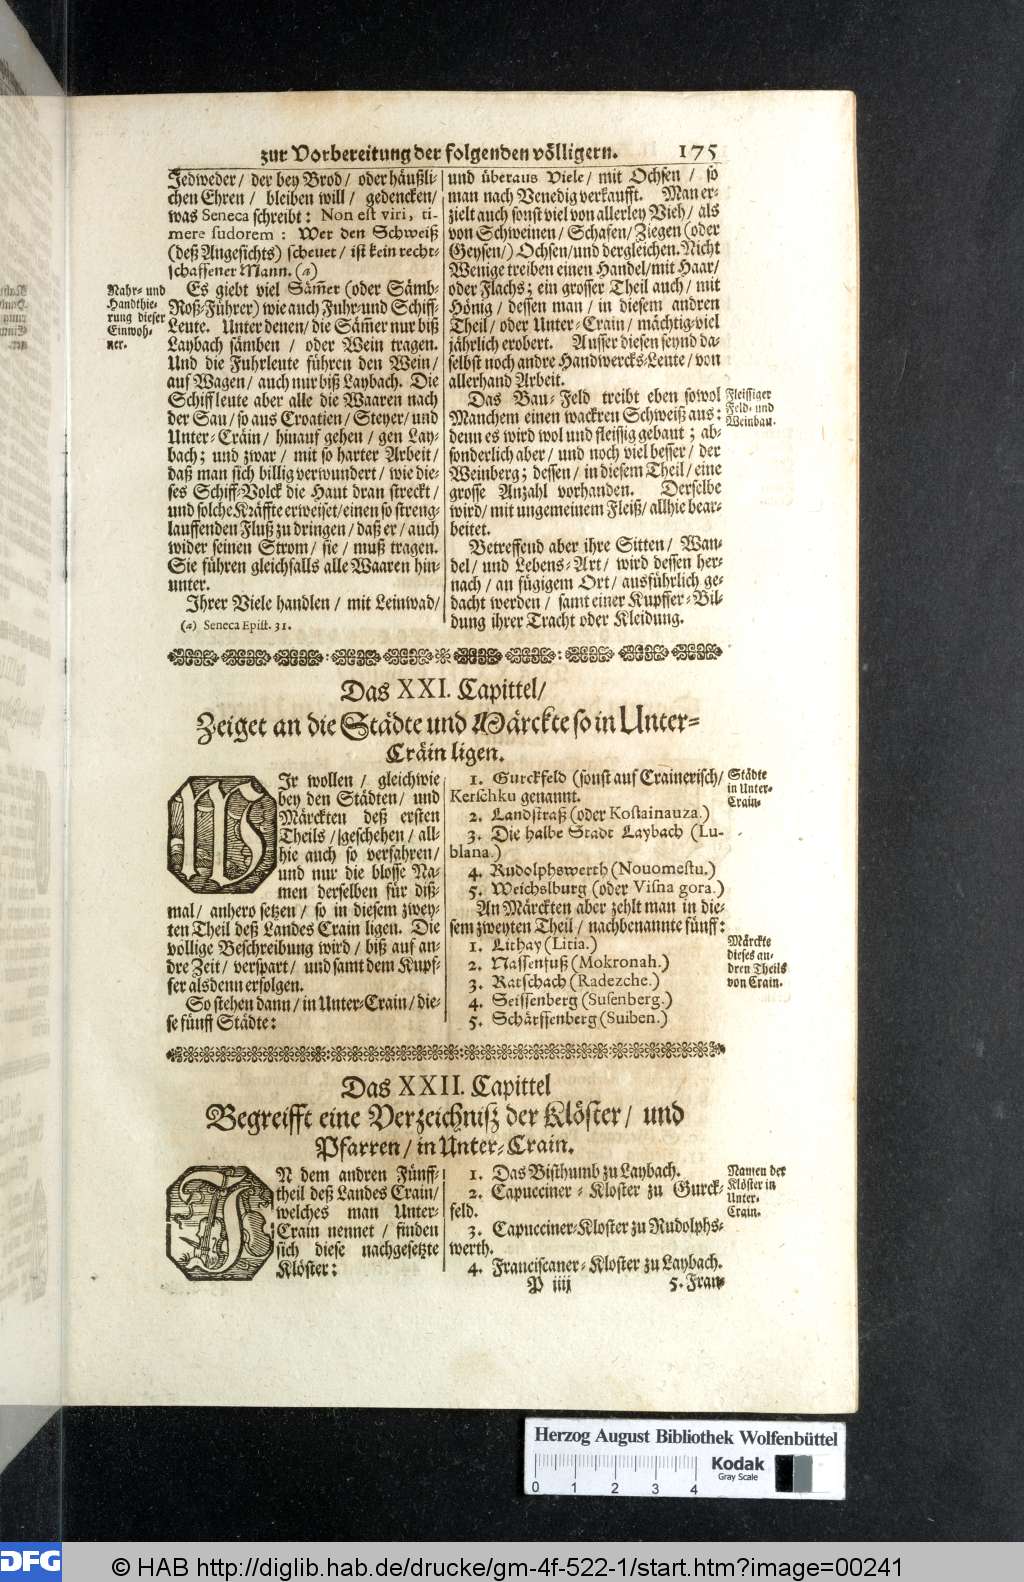 zur Vorbereitung der folgenden völligern. 175
Jedweder / der bey Brod / oder häußli-
chen Ehren / bleiben will / gedencken /
was Seneca schreibt: Non est viri, ti-
mere sudorem: Wer den Schweiß
(deß Angesichts) scheuet / ist kein recht-
schaffener Mann. (a)
Nahr- und
Handthie-
rung dieser
Einwoh-
ner.
Es giebt viel Säm̃er (oder Sämb-
Roß-Führer) wie auch Fuhr-und Schiff-
Leute. Unter denen / die Säm̃er nur biß
Laybach sämben / oder Wein tragen.
Und die Fuhrleute führen den Wein /
auf Wagen / auch nur biß Laybach. Die
Schiffleute aber alle die Waaren nach
der Sau / so aus Croatien / Steyer / und
Unter-Cräin / hinauf gehen / gen Lay-
bach; und zwar / mit so harter Arbeit /
daß man sich billig verwundert / wie die-
ses Schiff-Volck die Haut dran streckt /
und solche Kräffte erweiset / einen so streng-
lauffenden Fluß zu dringen / daß er / auch
wider seinen Strom / sie / muß tragen.
Sie führen gleichfalls alle Waaren hin-
unter.
Ihrer Viele handlen / mit Leinwad /
(a) Seneca Epist. 31.
und überaus Viele / mit Ochsen / so
man nach Venedig verkaufft. Man er-
zielt auch sonst viel von allerley Vieh / als
von Schweinen / Schafen / Ziegen (oder
Geysen /) Ochsen / und dergleichen. Nicht
Wenige treiben einen Handel / mit Haar /
oder Flachs; ein grosser Theil auch / mit
Hönig / dessen man / in diesem andren
Theil / oder Unter-Crain / mächtig-viel
jährlich erobert. Ausser diesen seynd da-
selbst noch andre Handwercks-Leute / von
allerhand Arbeit.
Das Bau-Feld treibt eben sowol
Manchem einen wackren Schweiß aus:
denn es wird wol und fleissig gebaut; ab-
sonderlich aber / und noch viel besser / der
Weinberg; dessen / in diesem Theil / eine
grosse Anzahl vorhanden. Derselbe
wird / mit ungemeinem Fleiß / allhie bear-
beitet.
Fleissiger
Feld- und
Weinbau.
Betreffend aber ihre Sitten / Wan-
del / und Lebens-Art / wird dessen her-
nach / an fügigem Ort / ausführlich ge-
dacht werden / samt einer Kupffer-Bil-
dung ihrer Tracht oder Kleidung.
Das XXI. Capittel /
Zeiget an die Städte und Märckte so in Unter-
Cräin ligen.
WIr wollen / gleichwie
bey den Städten / und
Märckten deß ersten
Theils / geschehen / all-
hie auch so verfahren /
und nur die blosse Na-
men derselben für diß-
mal / anhero setzen / so in diesem zwey-
ten Theil deß Landes Crain ligen. Die
völlige Beschreibung wird / biß auf an-
dre Zeit / verspart / und samt dem Kupf-
fer alsdenn erfolgen.
So stehen dann / in Unter-Crain / die-
se fünff Städte:
1. Gurckfeld (sonst auf Crainerisch /
Kerschku genannt.
2. Landstraß (oder Kostainauza.)
3. Die halbe Stadt Laybach (Lu-
blana.)
4. Rudolphswerth (Nouomestu.)
5. Weichslburg (oder Visna gora.)
Städte
in Unter-
Crain.
An Märckten aber zehlt man in die-
sem zweyten Theil / nachbenannte fünff:
1. Lithay (Litia.)
2. Nassenfuß (Mokronah.)
3. Ratschach (Radezche.)
4. Seissenberg (Susenberg.)
5. Schärffenberg (Suiben.)
Märckte
dieses an-
dren Theils
von Crain.
Das XXII. Capittel
Begreifft eine Verzeichniß der Klöster / und
Pfarren / in Unter-Crain.
IN dem andren Fünff-
theil deß Landes Crain /
welches man Unter-
Crain nennet / finden
sich diese nachgesetzte
Klöster:
1. Das Bisthumb zu Laybach.
2. Capucciner-Kloster zu Gurck-
feld.
3. Capucciner-Kloster zu Rudolphs-
werth.
4. Franciscaner-Kloster zu Laybach.
Namen der
Klöster in
Unter-
Crain.
P iiij
5. Fran-
Herzog August Bibliothek Wolfenbüttel
Kodak
Gray Scale
0 1 2 3 4
DFG
© HAB http://diglib.hab.de/drucke/gm-4f-522-1/start.htm?image=00241